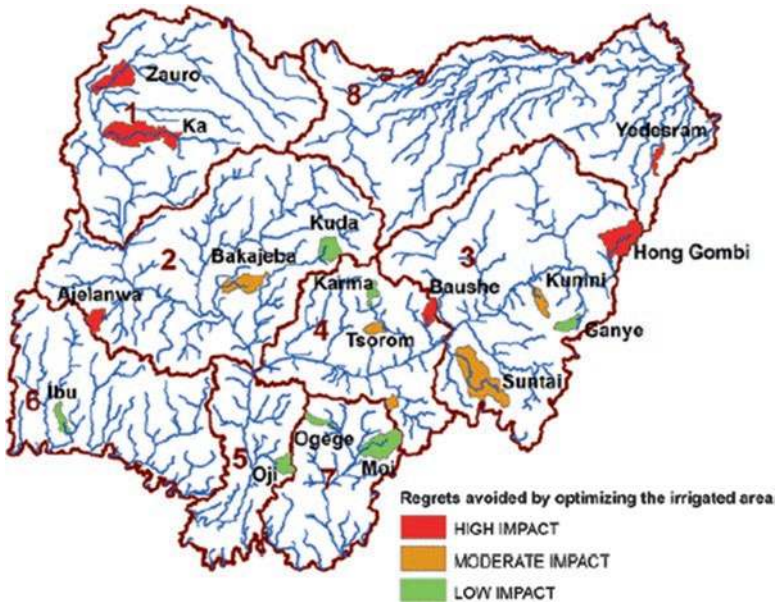 Zauro
8
1
Ka
Yedesram
Kuda
3
2
Bakajeba
Hong Gombi
Karma
Baushe
Kunini
Ajelanwa
4
Tsorom
Ganye
Suntai
Ibu
6
Ogege
5
Oji
Moi
7
Regrets avoided by optimizing the irrigated area
HIGH IMPACT
MODERATE IMPACT
LOW IMPACT